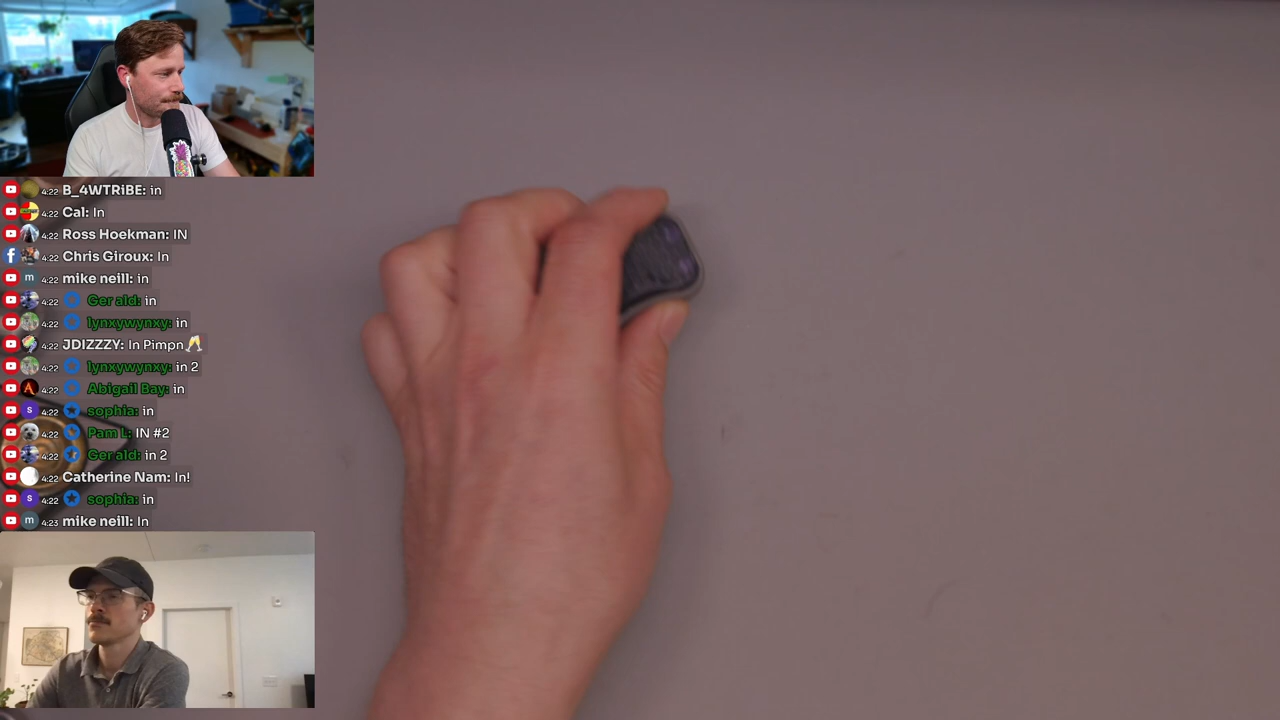 4:22 B_4WTRiBE: in
4:22 Cal: In
4:22 Ross Hoekman: IN
4:22 Chris Giroux: In
m 4:22 mike neill: in
4:22 Ger ald: in
4:22 lynxywynxy: in
4:22 JDIZZZY: In Pimpn🥂
4:22 lynxywynxy: in 2
A 4:22 Abigail Bay: in
s 4:22 sophia: in
4:22 Pam L: IN #2
4:22 Ger ald: in 2
4:22 Catherine Nam: In!
s 4:22 sophia: in
m 4:23 mike neill: In